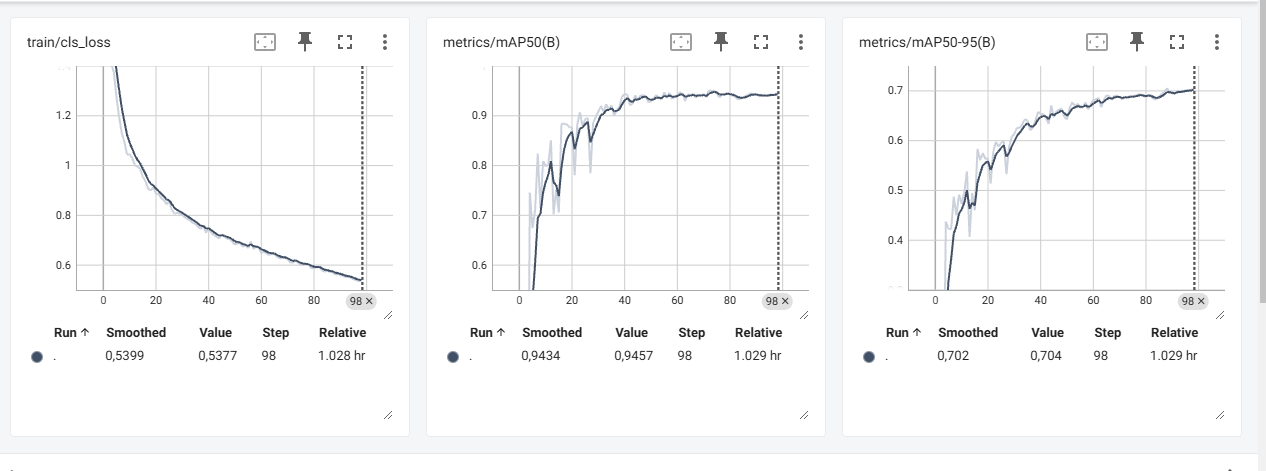 train/cls_loss
1.2
1
0.8
0.6
0 20 40 60 80 98 ×
Run ↑ Smoothed Value Step Relative
. 0,5399 0,5377 98 1.028 hr
metrics/mAP50(B)
0.9
0.8
0.7
0.6
0 20 40 60 80 98 ×
Run ↑ Smoothed Value Step Relative
. 0,9434 0,9457 98 1.029 hr
metrics/mAP50-95(B)
0.7
0.6
0.5
0.4
0 20 40 60 80 98 ×
Run ↑ Smoothed Value Step Relative
. 0,702 0,704 98 1.029 hr